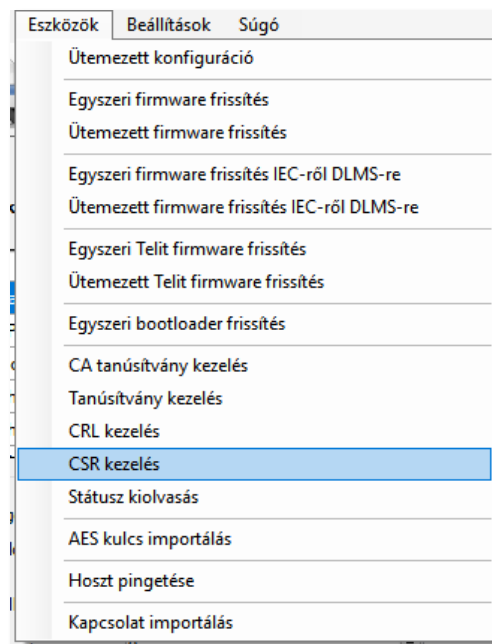 Eszközök Beállítások Súgó
Ütemezett konfiguráció
Egyszeri firmware frissítés
Ütemezett firmware frissítés
Egyszeri firmware frissítés IEC-ről DLMS-re
Ütemezett firmware frissítés IEC-ről DLMS-re
Egyszeri Telit firmware frissítés
Ütemezett Telit firmware frissítés
Egyszeri bootloader frissítés
CA tanúsítvány kezelés
Tanúsítvány kezelés
CRL kezelés
CSR kezelés
Státusz kiolvasás
AES kulcs importálás
Hoszt pingetése
Kapcsolat importálás